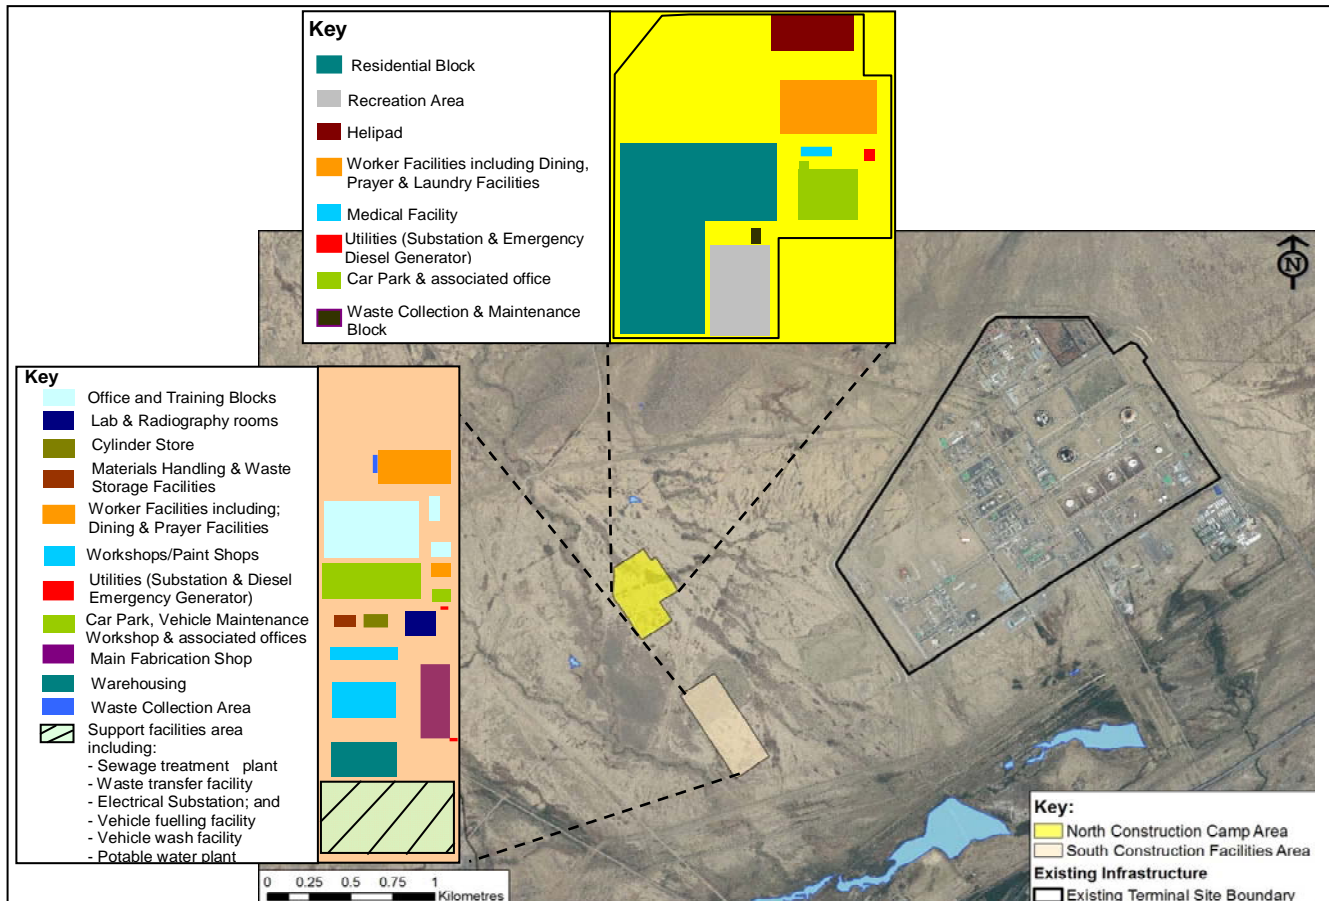 Key
Residential Block
Recreation Area
Helipad
Worker Facilities including Dining,
Prayer & Laundry Facilities
Medical Facility
Utilities (Substation & Emergency
Diesel Generator)
Car Park & associated office
Waste Collection & Maintenance
Block
N
Key
Office and Training Blocks
Lab & Radiography rooms
Cylinder Store
Materials Handling & Waste
Storage Facilities
Worker Facilities including;
Dining & Prayer Facilities
Workshops/Paint Shops
Utilities (Substation & Diesel
Emergency Generator)
Car Park, Vehicle Maintenance
Workshop & associated offices
Main Fabrication Shop
Warehousing
Waste Collection Area
Support facilities area
including:
- Sewage treatment plant
- Waste transfer facility
- Electrical Substation; and
- Vehicle fuelling facility
- Vehicle wash facility
- Potable water plant
0 0.25 0.5 0.75 1
Kilometres
Key:
North Construction Camp Area
South Construction Facilities Area
Existing Infrastructure
Existing Terminal Site Boundary